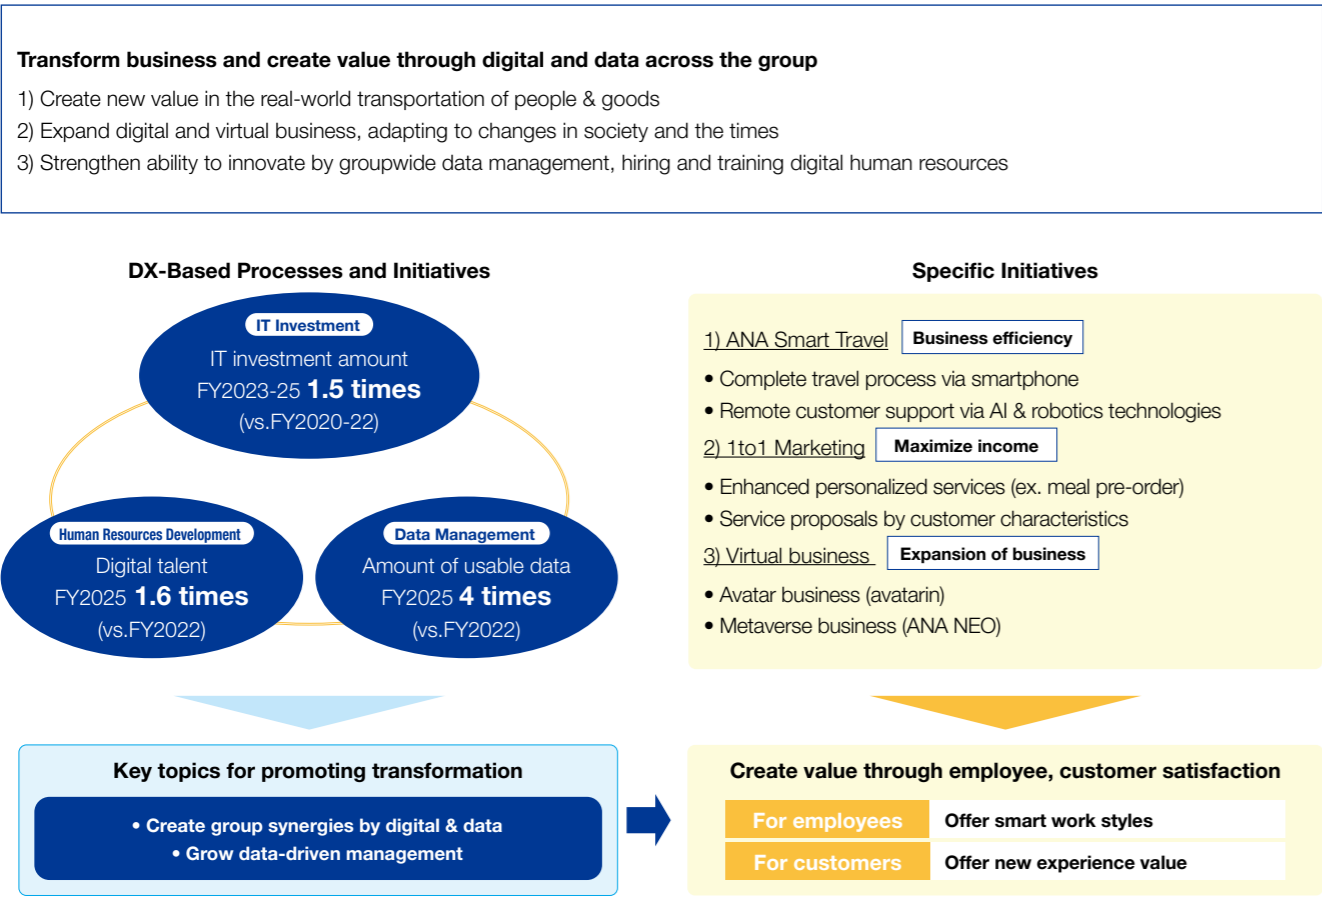 Transform business and create value through digital and data across the group
1) Create new value in the real-world transportation of people & goods
2) Expand digital and virtual business, adapting to changes in society and the times
3) Strengthen ability to innovate by groupwide data management, hiring and training digital human resources
DX-Based Processes and Initiatives
IT Investment
IT investment amount
FY2023-25 1.5 times
(vs.FY2020-22)
Human Resources Development
Digital talent
FY2025 1.6 times
(vs.FY2022)
Data Management
Amount of usable data
FY2025 4 times
(vs.FY2022)
Key topics for promoting transformation
• Create group synergies by digital & data
• Grow data-driven management
Specific Initiatives
1) ANA Smart Travel Business efficiency
• Complete travel process via smartphone
• Remote customer support via AI & robotics technologies
2) 1to1 Marketing Maximize income
• Enhanced personalized services (ex. meal pre-order)
• Service proposals by customer characteristics
3) Virtual business Expansion of business
• Avatar business (avatarin)
• Metaverse business (ANA NEO)
Create value through employee, customer satisfaction
For employees Offer smart work styles
For customers Offer new experience value